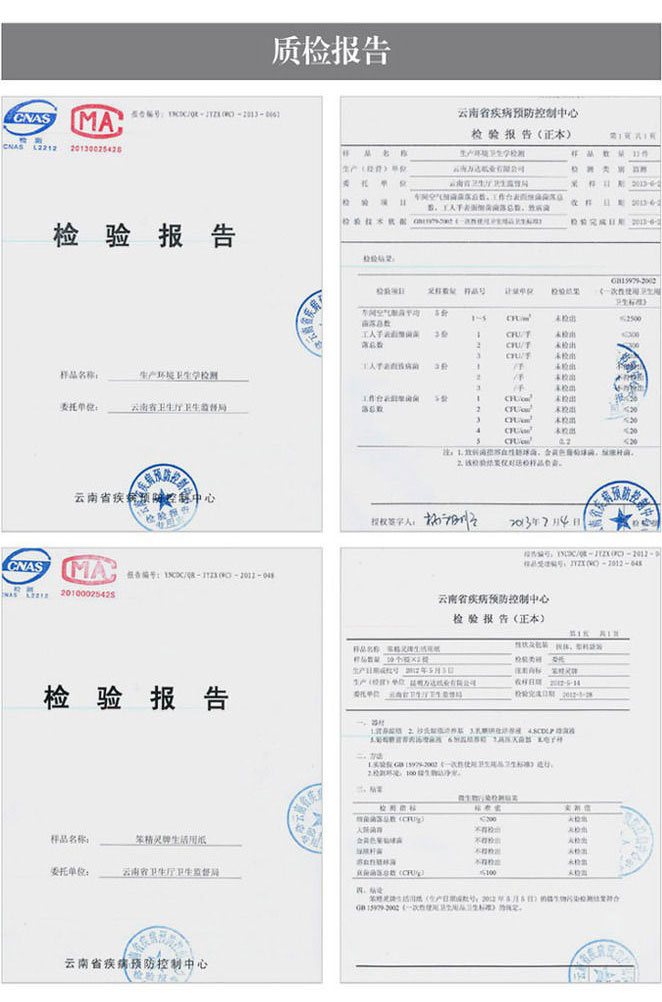 质检报告
CNAS
检测
CNAS L2212
MA
2013002542S
报告编号：YNCDC/QR-JYZX(WC)-2013-0061
检验报告
样品名称：生产环境卫生学检测
委托单位：云南省卫生厅卫生监督局
云南省疾病预防控制中心
云南省疾病预防控制中心
检验报告（正本）
第1页 共1页
样品名称 生产环境卫生学检测 样品数量 11件
生产（经营）单位 云南万达纸业有限公司 检测类别 监测
委托单位 云南省卫生厅卫生监督局 采样日期 2013-6-2
检验项目 车间空气细菌菌落总数、工作台表面细菌菌落总数、工人手表面细菌菌落总数、致病菌 收样日期 2013-6-2
检验技术依据 GB15979-2002《一次性使用卫生用品卫生标准》 检验完成日期 2013-6-2
检验结果：
检验项目 采样数量 样品号 计量单位 检验结果 GB15979-2002《一次性使用卫生用品卫生标准》
车间空气细菌平均菌落总数 5份 1～5 CFU/m³ 未检出 ≤2500
工人手表面细菌菌落总数 3份 1 CFU/手 未检出 ≤300
2 CFU/手 未检出 ≤300
3 CFU/手 未检出
工人手表面致病菌 3份 1 /手 未检出 不得检出
2 /手 未检出
3 /手 未检出 不得检出
工作台表面细菌菌落总数 5份 1 CFU/cm² 未检出 ≤20
2 CFU/cm² 未检出 ≤20
3 CFU/cm² 未检出 ≤20
4 CFU/cm² 未检出 ≤20
5 CFU/cm² 0.2 ≤20
注：1.致病菌指溶血性链球菌、金黄色葡萄球菌、绿脓杆菌。
2.该检验结果仅对送检样品负责。
授权签字人：
2013年7月4日
CNAS
检测
CNAS L2212
MA
2010002542S
报告编号：YNCDC/QR-JYZX(WC)-2012-048
检验报告
样品名称：笨精灵牌生活用纸
委托单位：云南省卫生厅卫生监督局
云南省疾病预防控制中心
报告编号：YNCDC/QR-JYZX(WC)-2012-0
样品受理编号：JYZX(WC)-2012-
云南省疾病预防控制中心
检验报告（正本）
第1页 共1页
样品名称 笨精灵牌生活用纸 性状及包装 固体、塑料袋装
样品数量 检验类别 委托
生产日期或批号 2012年5月5日 注册商标 笨精灵牌
生产（经营）单位 昆明万达纸业有限公司 收样日期 2012-5-14
委托单位 云南省卫生厅卫生监督局 检验完成日期 2012-5-28
一、器材
1.营养琼脂 2.沙氏琼脂培养基 3.乳糖胆盐培养液 4.SCDLP增菌液
5.葡萄糖营养肉汤增菌液 6.恒温培养箱 7.高压灭菌器 8.电子秤
二、方法
1.实验按GB 15979-2002《一次性使用卫生用品卫生标准》进行。
2.检测环境：100级生物洁净室。
三、结果
微生物污染检测结果
检测指标 标准值 实测值
细菌菌落总数（CFU/g） ≤200 未检出
大肠菌群 不得检出 未检出
金黄色葡萄球菌 不得检出 未检出
绿脓杆菌 不得检出 未检出
溶血性链球菌 不得检出 未检出
真菌菌落总数（CFU/g） ≤100 未检出
四、结论
笨精灵牌生活用纸（生产日期或批号：2012年5月5日）的微生物污染检测结果符合
GB 15979-2002《一次性使用卫生用品卫生标准》的规定。